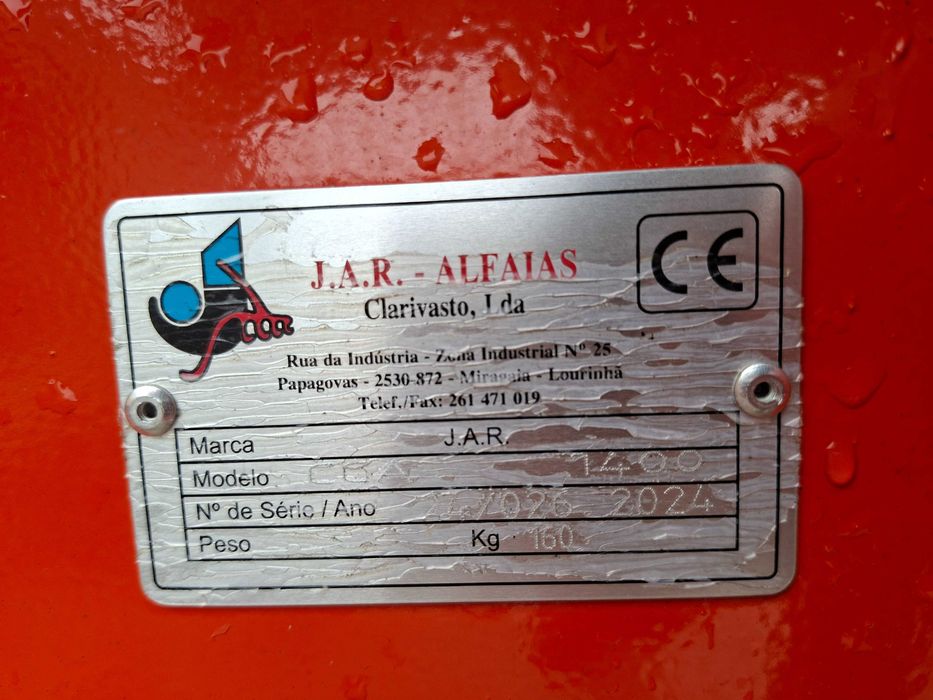 J.A.R. - ALFAIAS
Clarivasto, Lda
CE
Rua da Indústria - Zona Industrial Nº 25
Papagovas - 2530-872 - Miragaia - Lourinhã
Telef./Fax: 261 471 019
Marca J.A.R.
Modelo 1400
Nº de Série / Ano 2024
Peso Kg 160